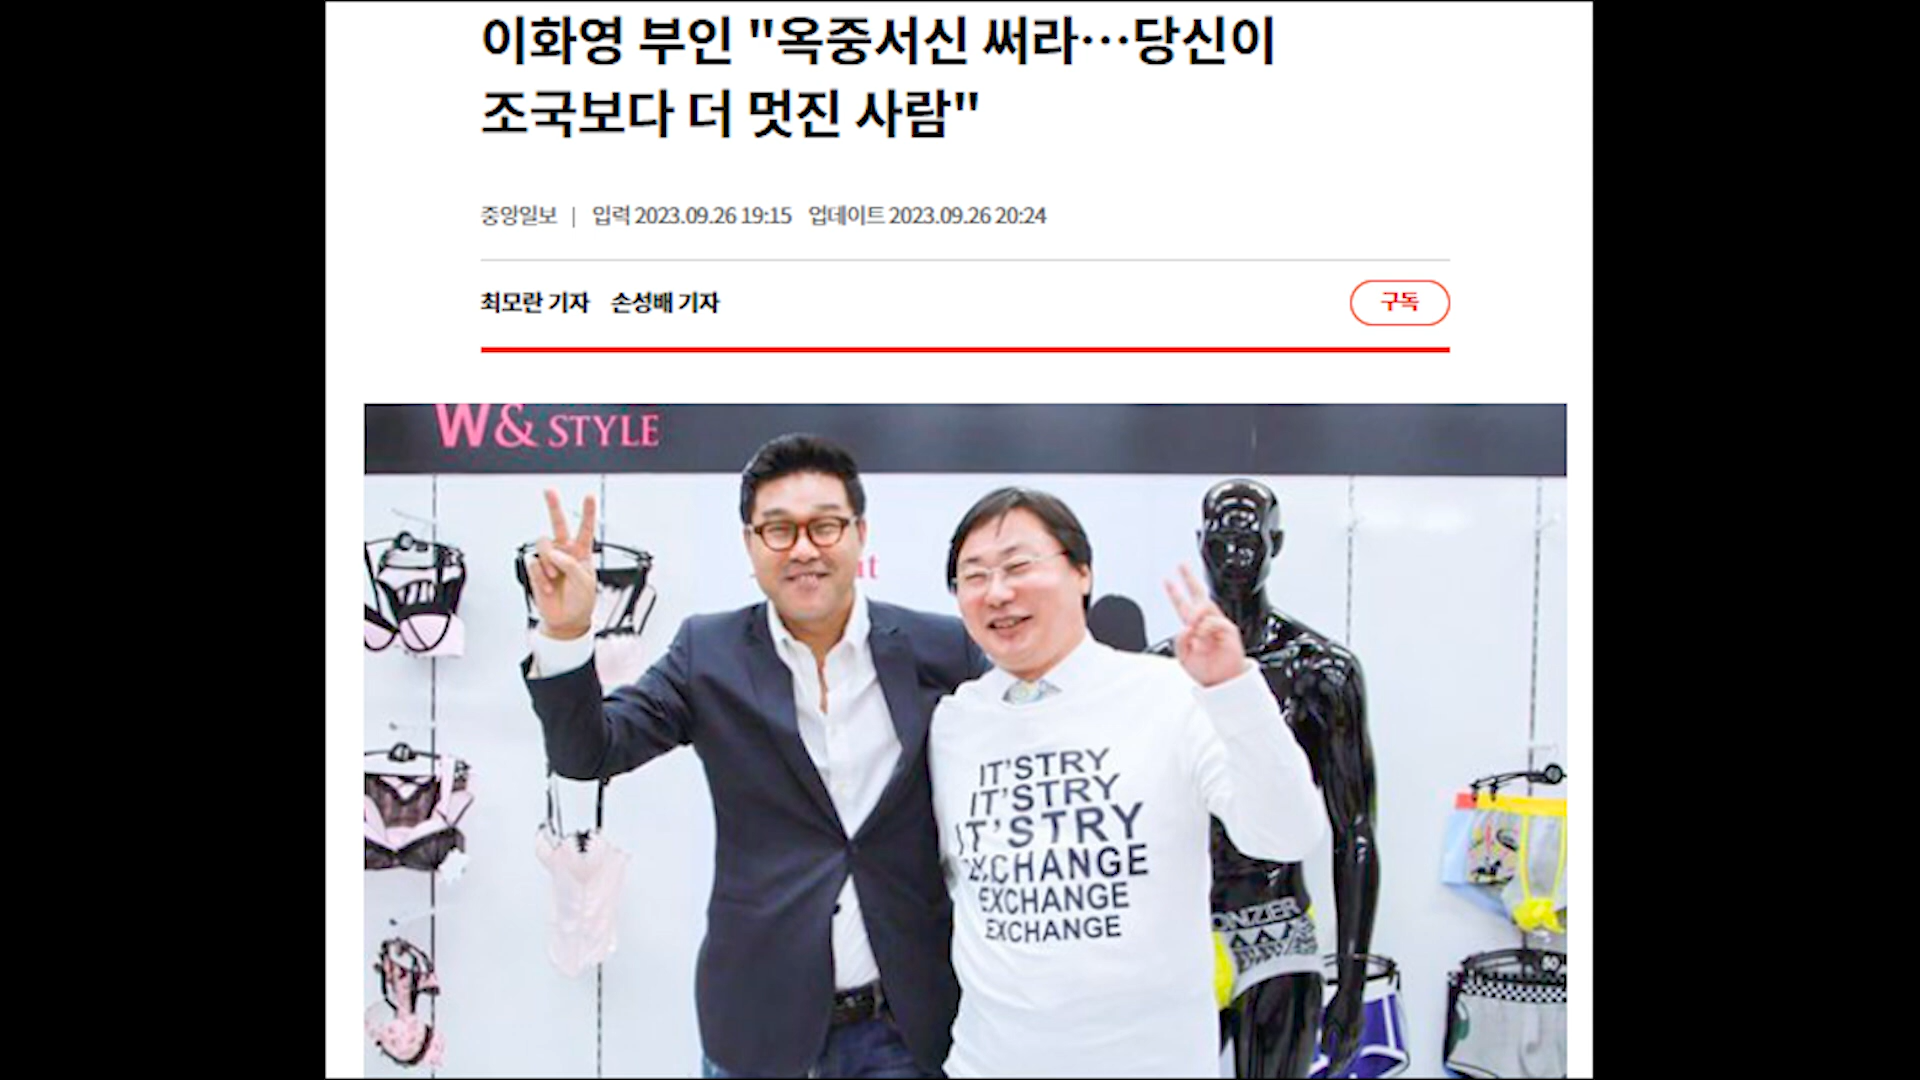 이화영 부인 "옥중서신 써라…당신이
조국보다 더 멋진 사람"
중앙일보 | 입력 2023.09.26 19:15 업데이트 2023.09.26 20:24
최모란 기자 손성배 기자
구독
W& STYLE
IT'S TRY
IT'S TRY
IT'S TRY
EXCHANGE
EXCHANGE
EXCHANGE